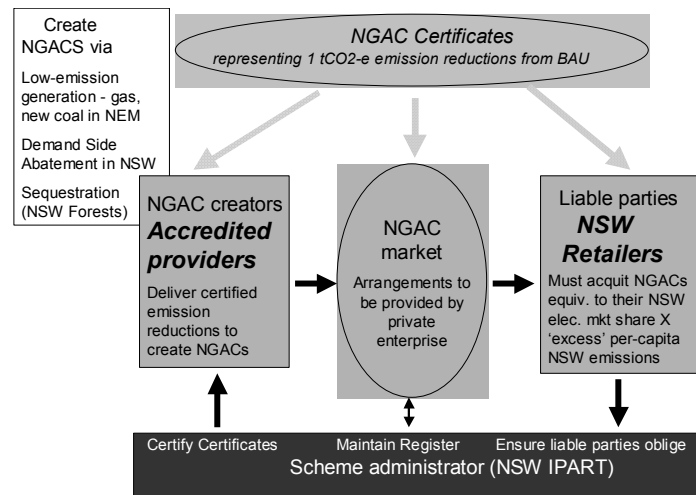 Create
NGACS via
Low-emission
generation - gas,
new coal in NEM
Demand Side
Abatement in NSW
Sequestration
(NSW Forests)
NGAC Certificates
representing 1 tCO2-e emission reductions from BAU
NGAC creators
Accredited
providers
Deliver certified
emission
reductions to
create NGACs
NGAC
market
Arrangements to
be provided by
private
enterprise
Liable parties
NSW
Retailers
Must acquit NGACs
equiv. to their NSW
elec. mkt share X
‘excess’ per-capita
NSW emissions
Certify Certificates
Maintain Register
Ensure liable parties oblige
Scheme administrator (NSW IPART)